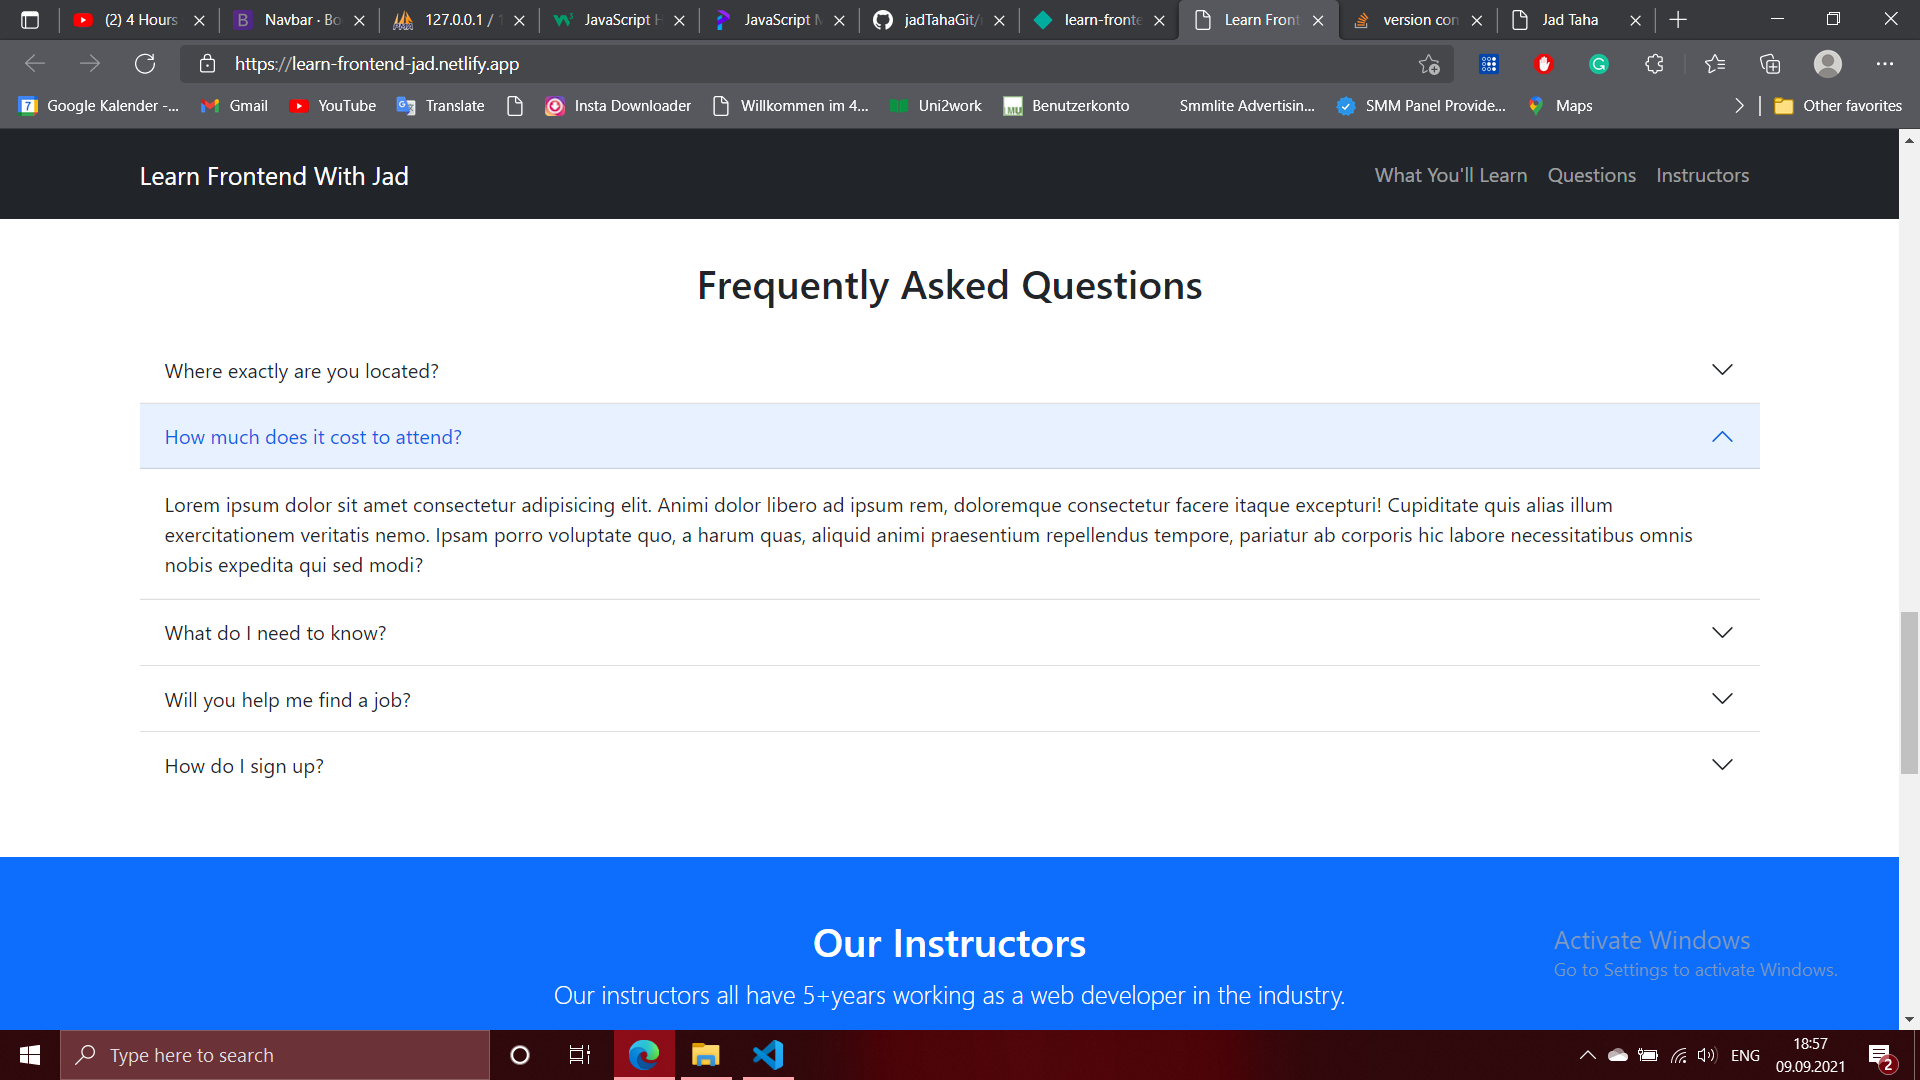 (2) 4 Hours
Navbar · Bo
127.0.0.1 /
JavaScript
JavaScript
jadTahaGit/
learn-fronte
Learn Front
version con
Jad Taha
https://learn-frontend-jad.netlify.app
Google Kalender -...
Gmail
YouTube
Translate
Insta Downloader
Willkommen im 4...
Uni2work
Benutzerkonto
Smmlite Advertisin...
SMM Panel Provide...
Maps
Other favorites
Learn Frontend With Jad
What You'll Learn
Questions
Instructors
Frequently Asked Questions
Where exactly are you located?
How much does it cost to attend?
Lorem ipsum dolor sit amet consectetur adipisicing elit. Animi dolor libero ad ipsum rem, doloremque consectetur facere itaque excepturi! Cupiditate quis alias illum
exercitationem veritatis nemo. Ipsam porro voluptate quo, a harum quas, aliquid animi praesentium repellendus tempore, pariatur ab corporis hic labore necessitatibus omnis
nobis expedita qui sed modi?
What do I need to know?
Will you help me find a job?
How do I sign up?
Our Instructors
Our instructors all have 5+years working as a web developer in the industry.
Activate Windows
Go to Settings to activate Windows.
Type here to search
ENG
18:57
09.09.2021
2